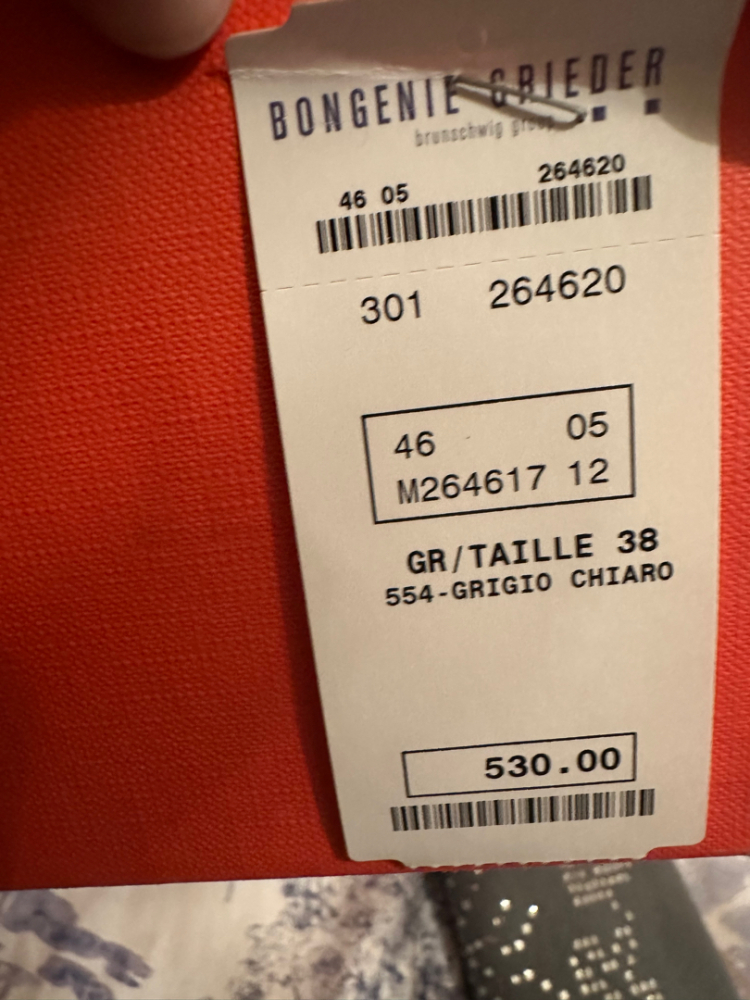 BONGENIE GRIEDER
brunschwig group
46 05 264620
301 264620
46 05
M264617 12
GR/TAILLE 38
554-GRIGIO CHIARO
530.00